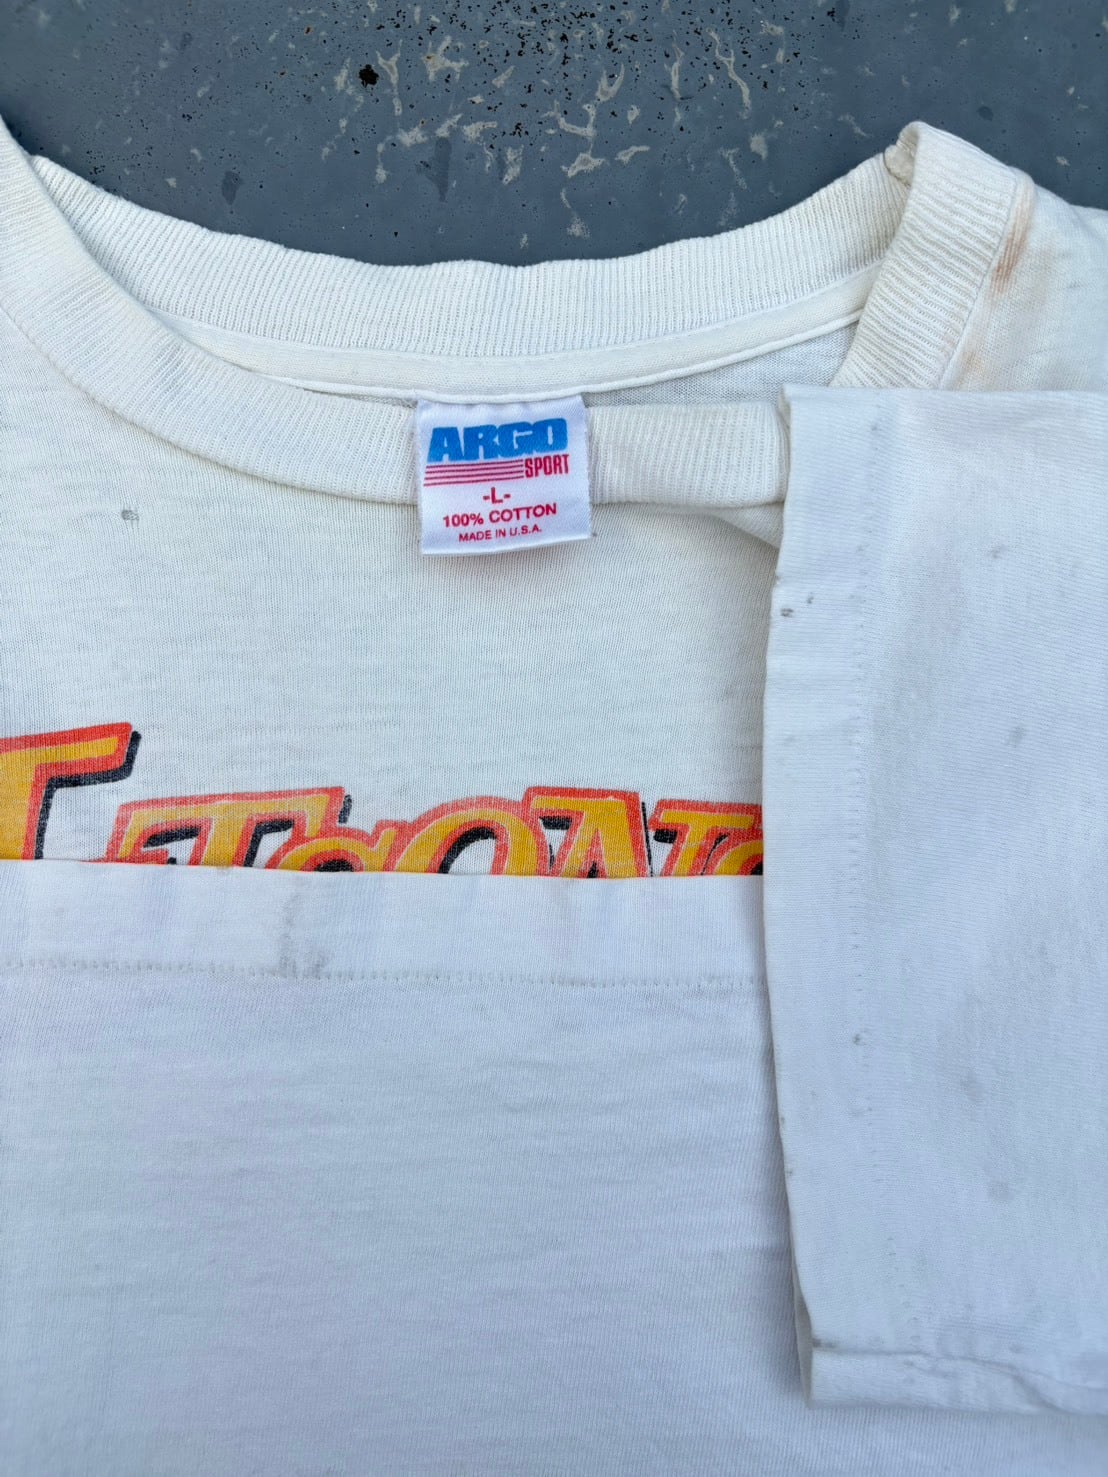 ARGO
SPORT
-L-
100% COTTON
MADE IN U.S.A.